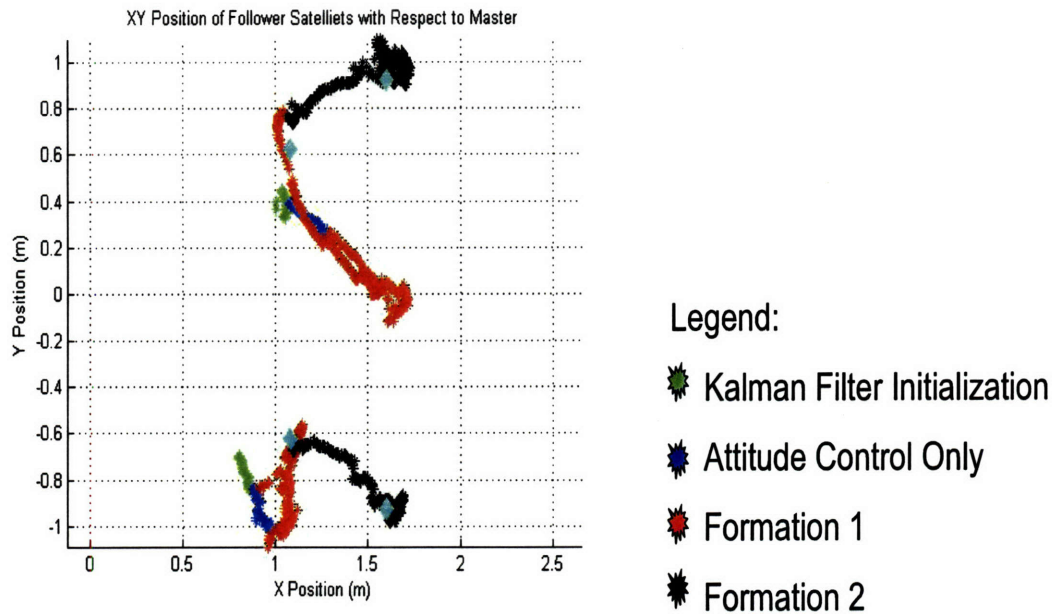 XY Position of Follower Satelliets with Respect to Master
1
0.8
0.6
0.4
0.2
0
-0.2
-0.4
-0.6
-0.8
-1
Y Position (m)
0
0.5
1
1.5
2
2.5
X Position (m)
Legend:
Kalman Filter Initialization
Attitude Control Only
Formation 1
Formation 2